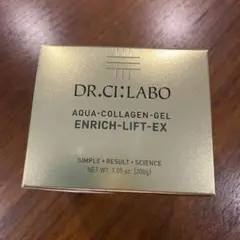 DR.CI:LABO
AQUA-COLLAGEN-GEL
ENRICH-LIFT-EX
SIMPLE • RESULT • SCIENCE
NET WT. 7.05 oz. (200g)